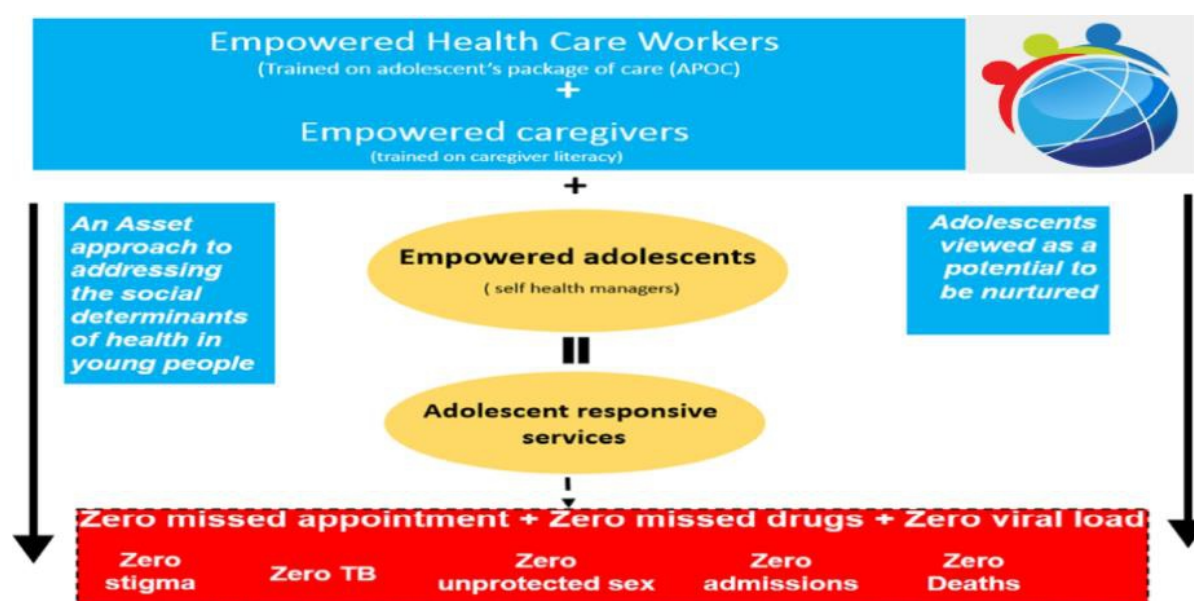 Empowered Health Care Workers
(Trained on adolescent's package of care (APOC)
+
Empowered caregivers
(trained on caregiver literacy)
+
An Asset
approach to
addressing
the social
determinants
of health in
young people
Empowered adolescents
( self health managers)
Adolescents
viewed as a
potential to
be nurtured
=
Adolescent responsive
services
Zero missed appointment + Zero missed drugs + Zero viral load
Zero
stigma
Zero TB
Zero
unprotected sex
Zero
admissions
Zero
Deaths